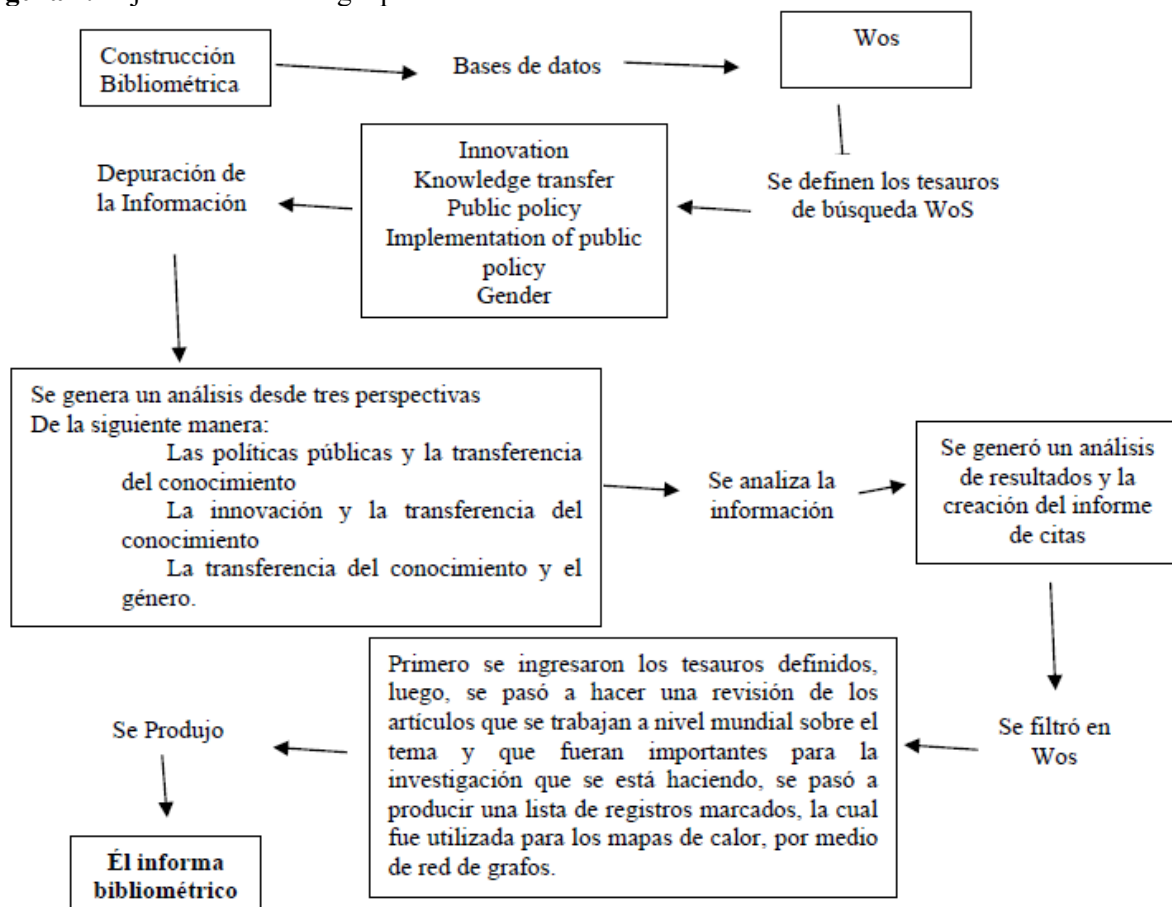 Construcción
Bibliométrica
Bases de datos
Wos
Se definen los tesauros
de búsqueda WoS
Innovation
Knowledge transfer
Public policy
Implementation of public
policy
Gender
Depuración de
la Información
Se genera un análisis desde tres perspectivas
De la siguiente manera:
Las políticas públicas y la transferencia
del conocimiento
La innovación y la transferencia del
conocimiento
La transferencia del conocimiento y el
género.
Se analiza la
información
Se generó un análisis
de resultados y la
creación del informe
de citas
Se filtró en
Wos
Primero se ingresaron los tesauros definidos,
luego, se pasó a hacer una revisión de los
artículos que se trabajan a nivel mundial sobre el
tema y que fueran importantes para la
investigación que se está haciendo, se pasó a
producir una lista de registros marcados, la cual
fue utilizada para los mapas de calor, por medio
de red de grafos.
Se Produjo
Él informa
bibliométrico